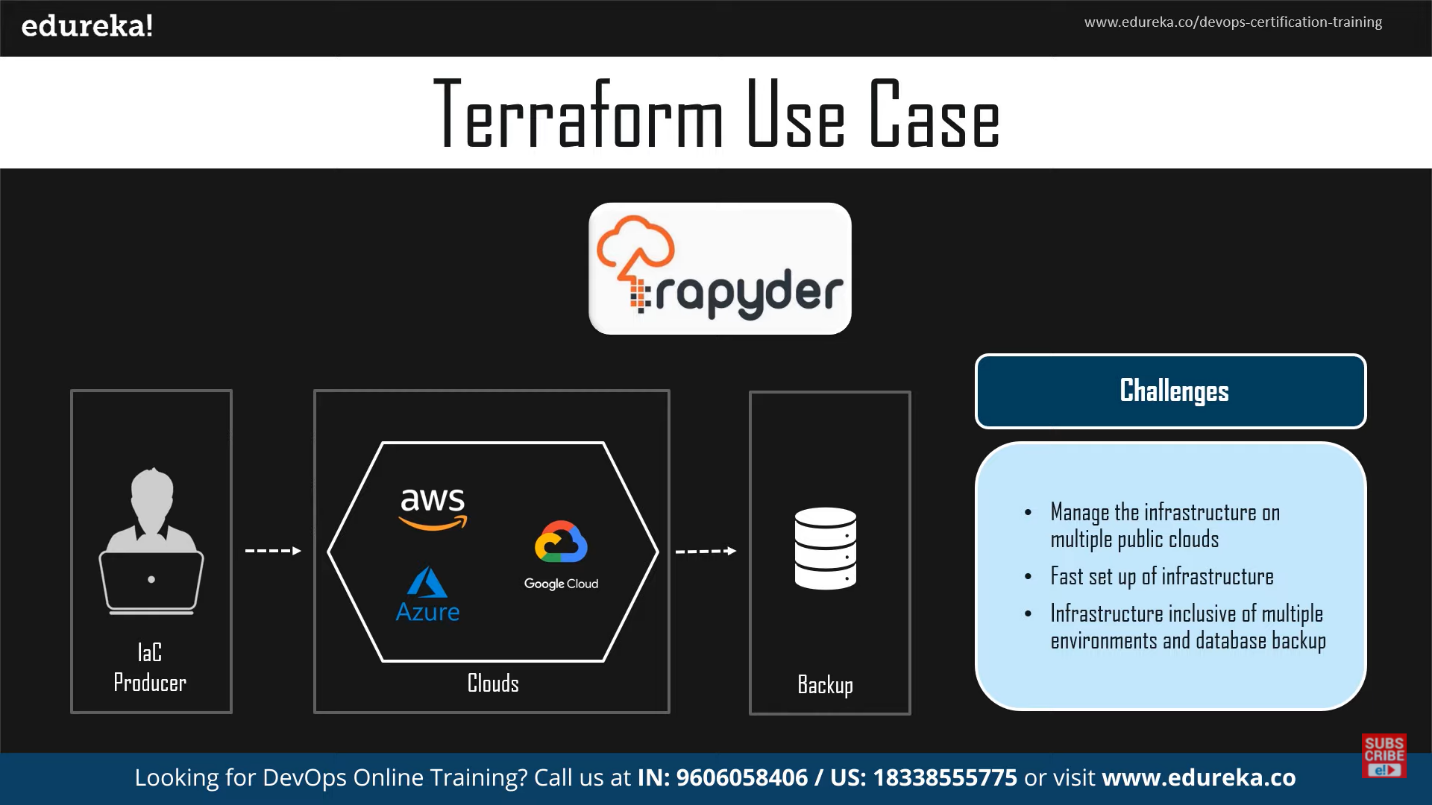 edureka!
www.edureka.co/devops-certification-training
Terraform Use Case
rapyder
Challenges
aws
Google Cloud
Azure
IaC
Producer
Clouds
Backup
• Manage the infrastructure on
multiple public clouds
• Fast set up of infrastructure
• Infrastructure inclusive of multiple
environments and database backup
SUBS
CRIBE
e!
Looking for DevOps Online Training? Call us at IN: 9606058406 / US: 18338555775 or visit www.edureka.co